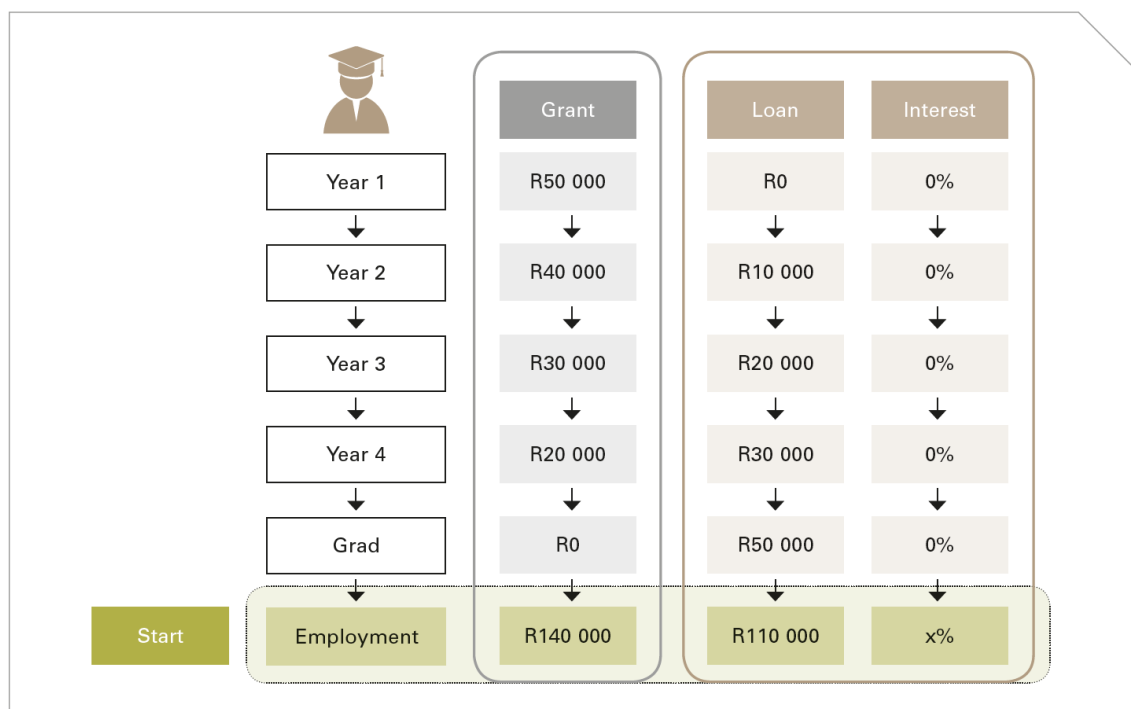 Grant Loan Interest
Year 1 R50 000 R0 0%
Year 2 R40 000 R10 000 0%
Year 3 R30 000 R20 000 0%
Year 4 R20 000 R30 000 0%
Grad R0 R50 000 0%
Start Employment R140 000 R110 000 x%